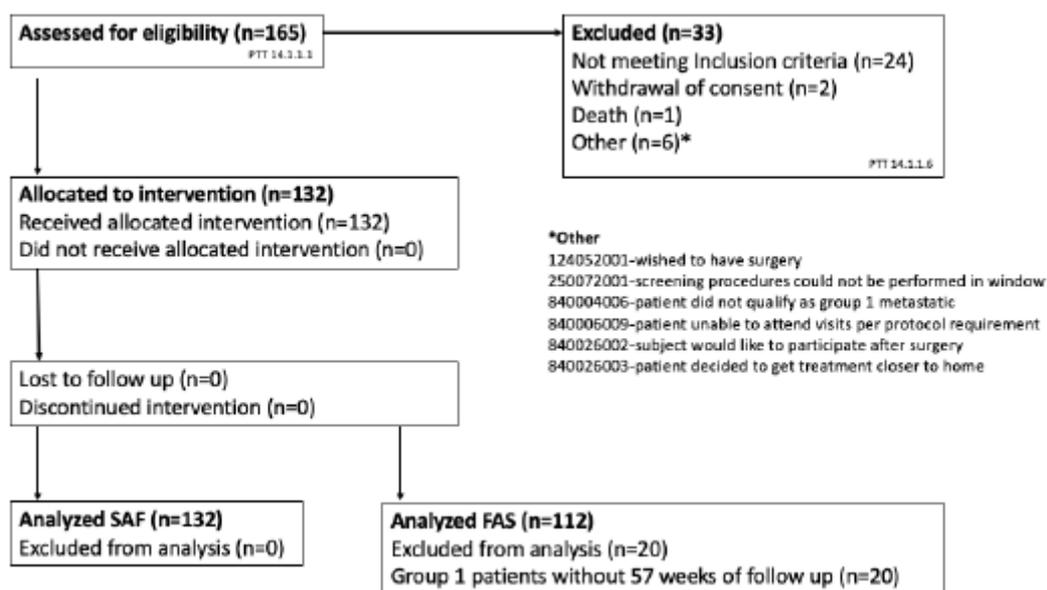 Assessed for eligibility (n=165)
PTT 14.1.1.1
Excluded (n=33)
Not meeting Inclusion criteria (n=24)
Withdrawal of consent (n=2)
Death (n=1)
Other (n=6)*
PTT 14.1.1.6
Allocated to intervention (n=132)
Received allocated intervention (n=132)
Did not receive allocated intervention (n=0)
*Other
124052001-wished to have surgery
250072001-screening procedures could not be performed in window
840004006-patient did not qualify as group 1 metastatic
840006009-patient unable to attend visits per protocol requirement
840026002-subject would like to participate after surgery
840026003-patient decided to get treatment closer to home
Lost to follow up (n=0)
Discontinued intervention (n=0)
Analyzed SAF (n=132)
Excluded from analysis (n=0)
Analyzed FAS (n=112)
Excluded from analysis (n=20)
Group 1 patients without 57 weeks of follow up (n=20)